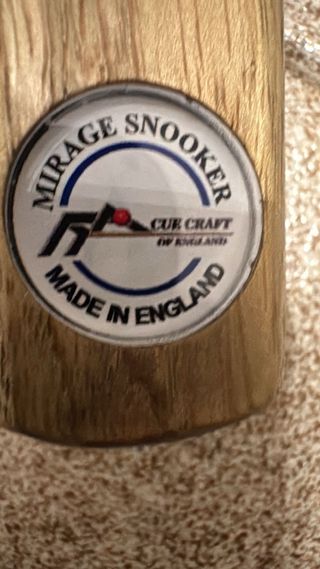 MIRAGE SNOOKER
CUE CRAFT
OF ENGLAND
MADE IN ENGLAND